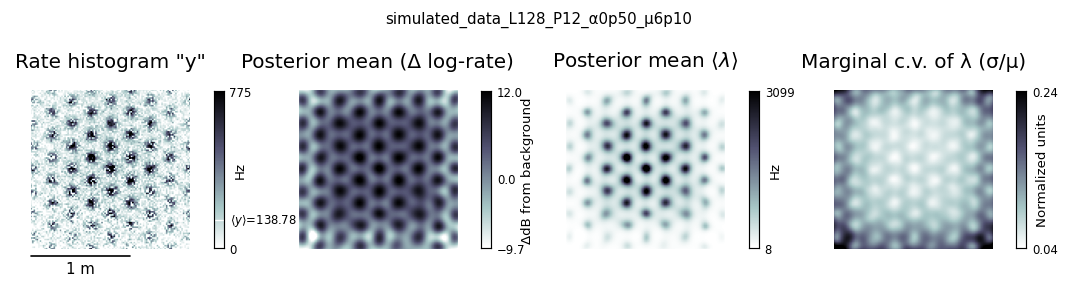 simulated_data_L128_P12_α0p50_μ6p10
Rate histogram "y"
Posterior mean (Δ log-rate)
Posterior mean ⟨λ⟩
Marginal c.v. of λ (σ/μ)
775
Hz
⟨y⟩=138.78
0
1 m
12.0
0.0
−9.7
ΔdB from background
3099
Hz
8
0.24
Normalized units
0.04